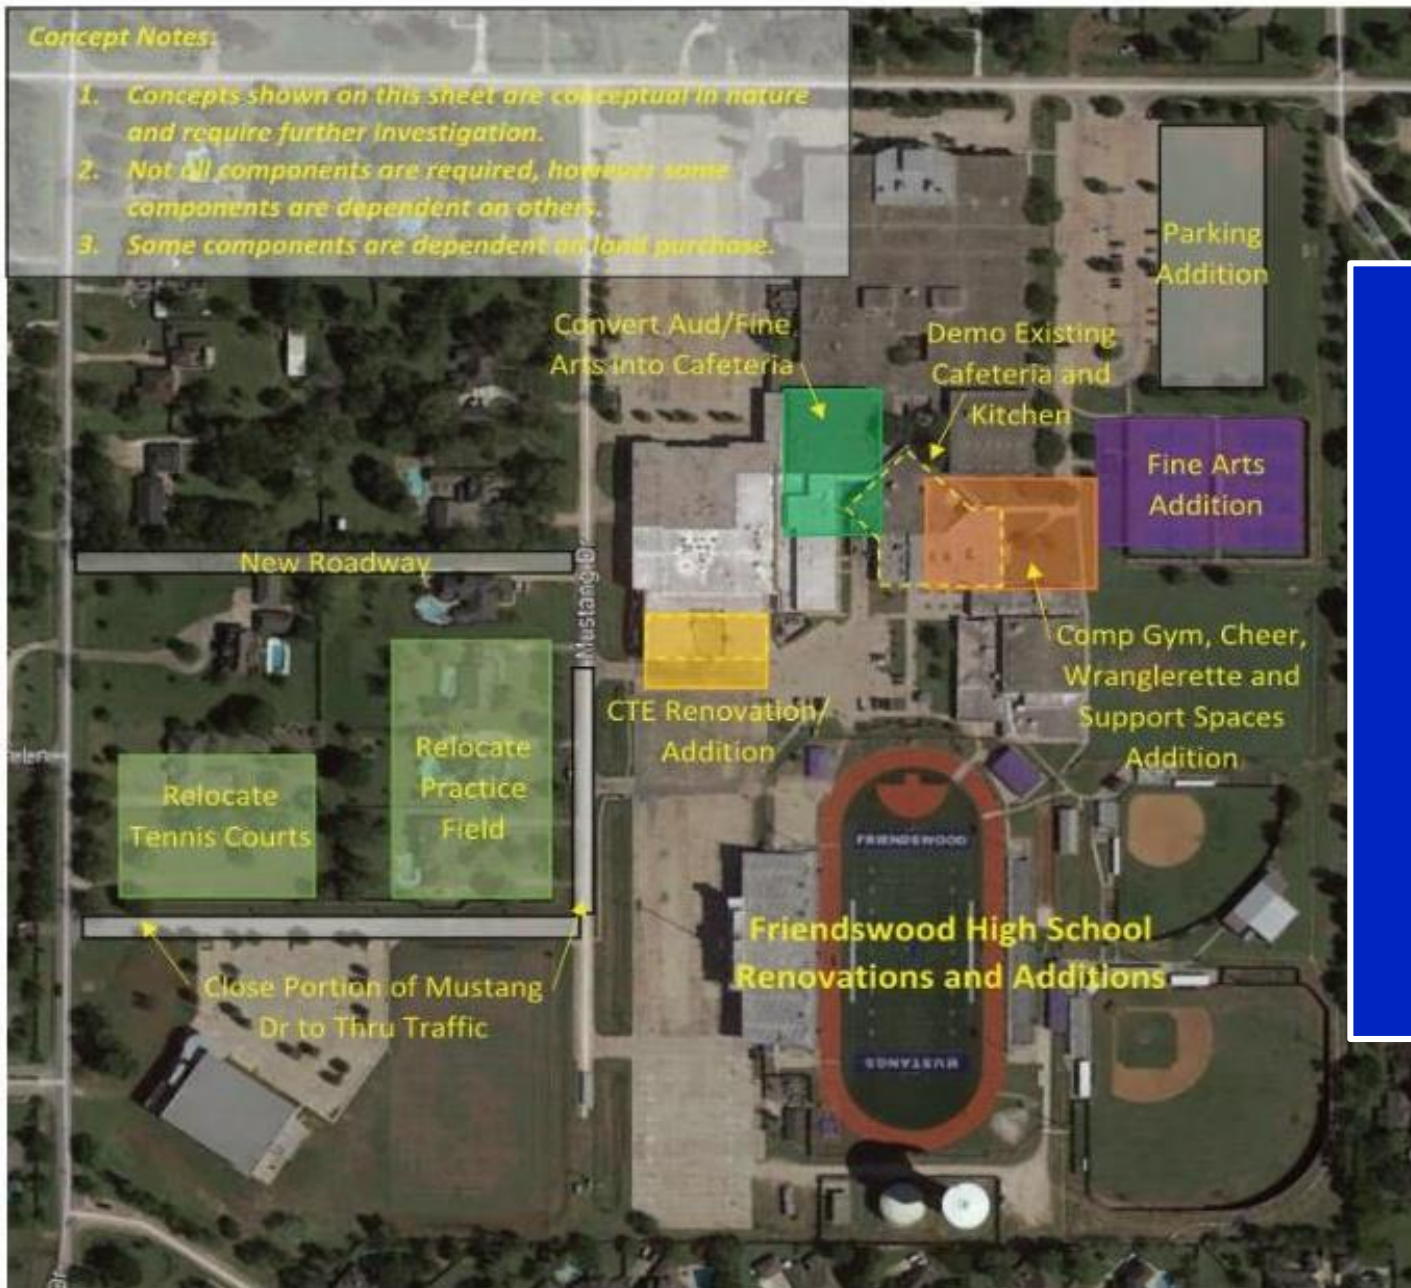 Concept Notes:
1. Concepts shown on this sheet are conceptual in nature
and require further investigation.
2. Not all components are required, however some
components are dependent on others.
3. Some components are dependent on land purchase.
Parking
Addition
Convert Aud/Fine
Arts into Cafeteria
Demo Existing
Cafeteria and
Kitchen
Fine Arts
Addition
New Roadway
Mustang Dr
Comp Gym, Cheer,
Wranglerette and
Support Spaces
Addition
CTE Renovation/
Addition
Relocate
Practice
Field
Relocate
Tennis Courts
FRIENDSWOOD
Friendswood High School
Renovations and Additions
Close Portion of Mustang
Dr to Thru Traffic
MUSTANGS
Dr